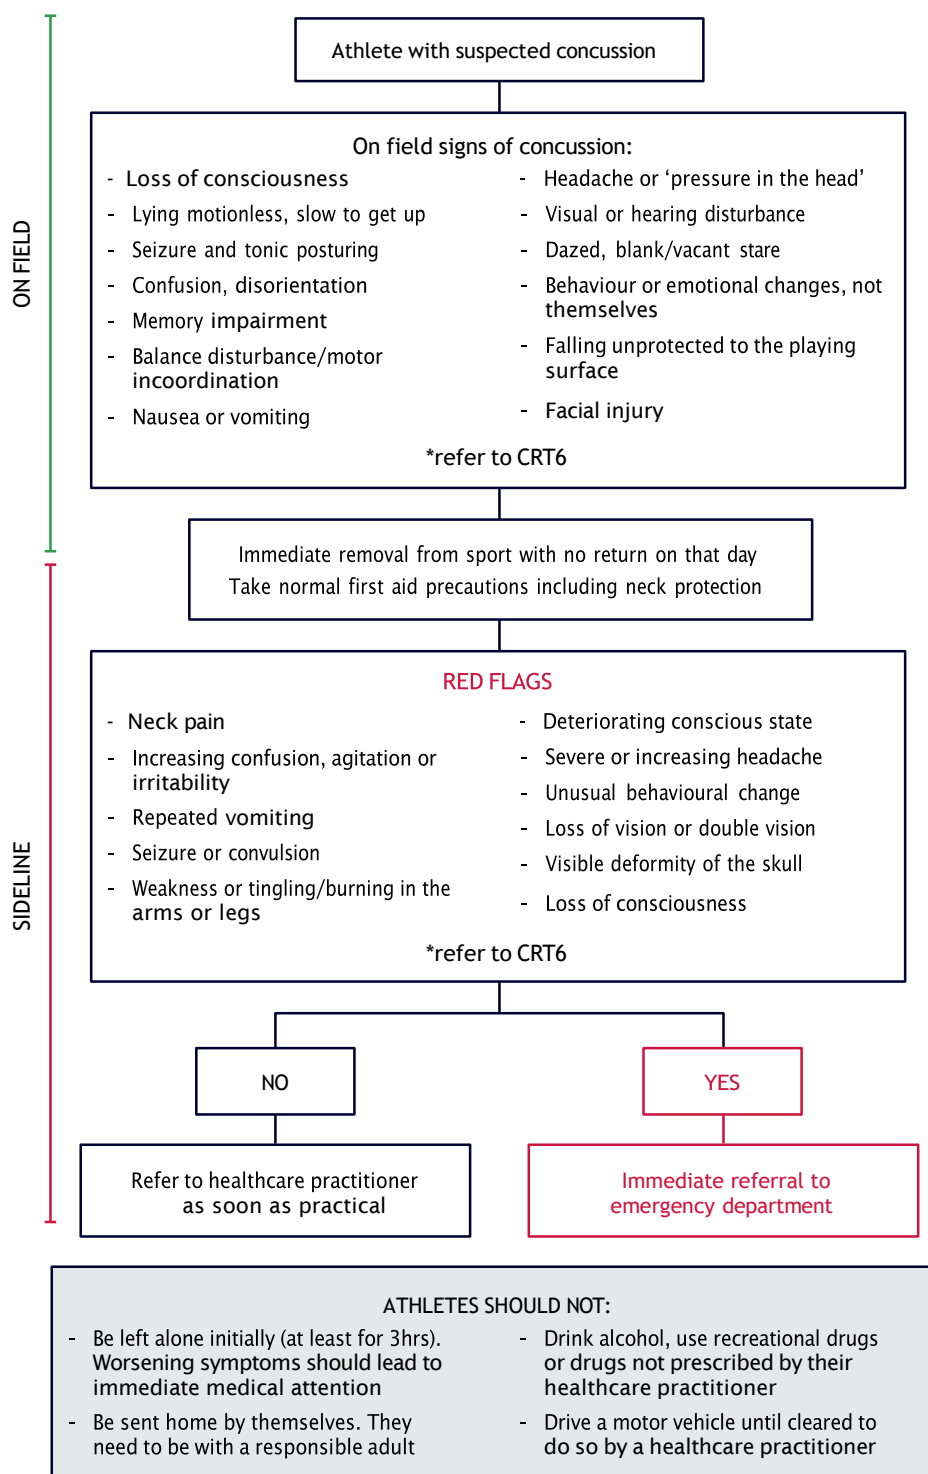 Athlete with suspected concussion
ON FIELD
On field signs of concussion:
- Loss of consciousness
- Lying motionless, slow to get up
- Seizure and tonic posturing
- Confusion, disorientation
- Memory impairment
- Balance disturbance/motor
incoordination
- Nausea or vomiting
- Headache or ‘pressure in the head’
- Visual or hearing disturbance
- Dazed, blank/vacant stare
- Behaviour or emotional changes, not
themselves
- Falling unprotected to the playing
surface
- Facial injury
*refer to CRT6
Immediate removal from sport with no return on that day
Take normal first aid precautions including neck protection
SIDELINE
RED FLAGS
- Neck pain
- Increasing confusion, agitation or
irritability
- Repeated vomiting
- Seizure or convulsion
- Weakness or tingling/burning in the
arms or legs
- Deteriorating conscious state
- Severe or increasing headache
- Unusual behavioural change
- Loss of vision or double vision
- Visible deformity of the skull
- Loss of consciousness
*refer to CRT6
NO
YES
Refer to healthcare practitioner
as soon as practical
Immediate referral to
emergency department
ATHLETES SHOULD NOT:
- Be left alone initially (at least for 3hrs).
Worsening symptoms should lead to
immediate medical attention
- Be sent home by themselves. They
need to be with a responsible adult
- Drink alcohol, use recreational drugs
or drugs not prescribed by their
healthcare practitioner
- Drive a motor vehicle until cleared to
do so by a healthcare practitioner